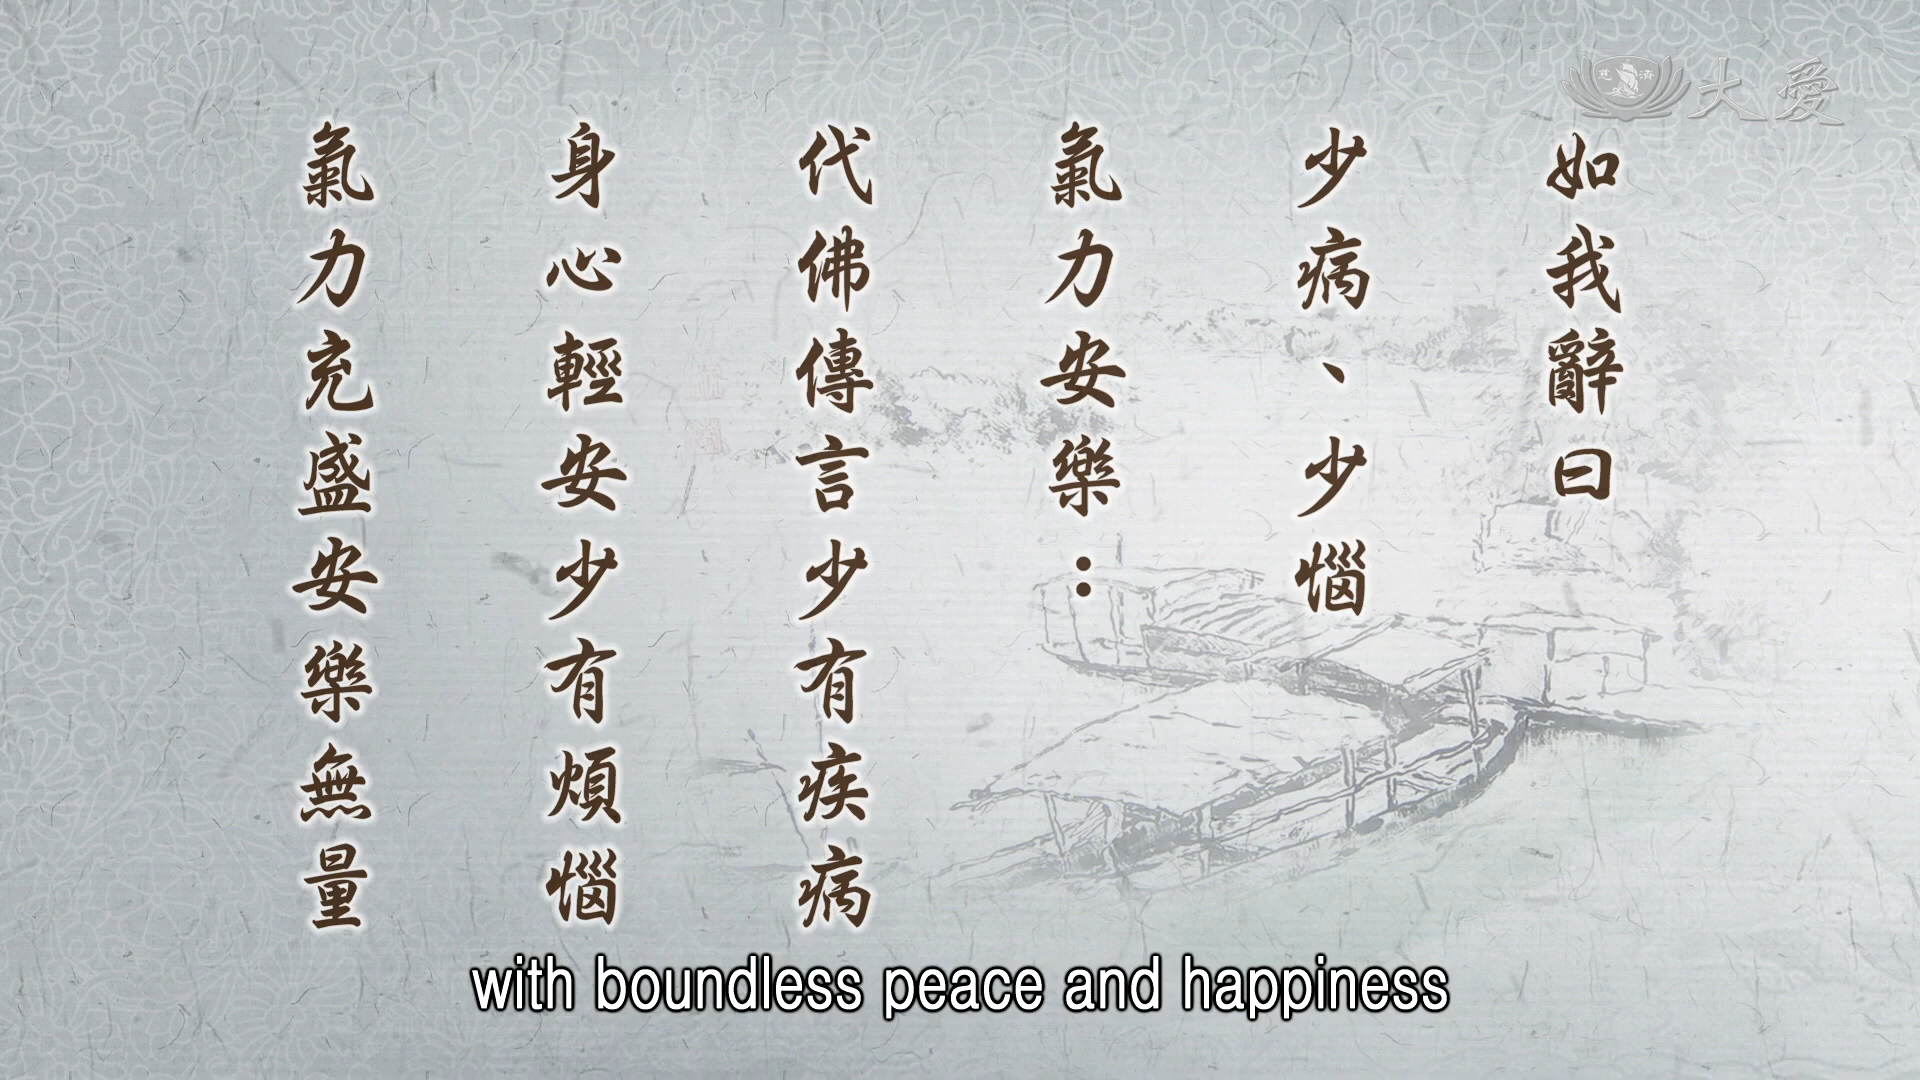 如我辭曰
少病、少惱
氣力安樂：
代佛傳言少有疾病
身心輕安少有煩惱
氣力充盛安樂無量
with boundless peace and happiness
慈濟
大愛